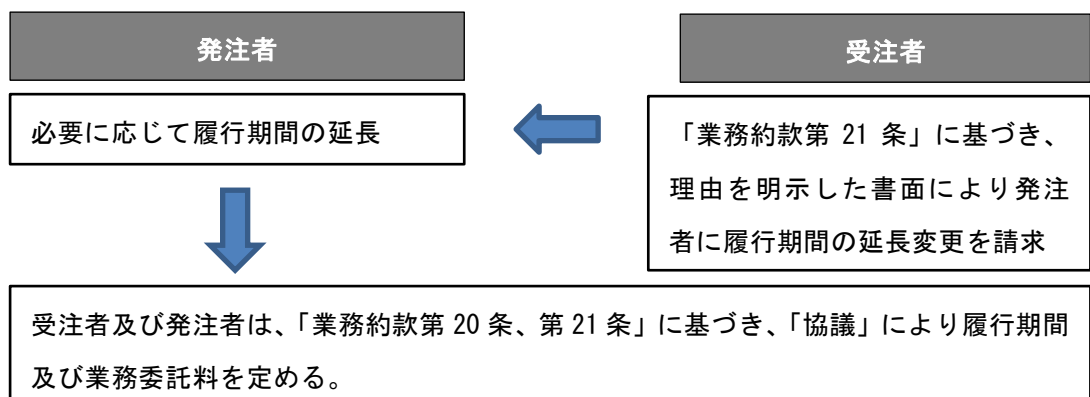 発注者
受注者
必要に応じて履行期間の延長
「業務約款第 21 条」に基づき、
理由を明示した書面により発注
者に履行期間の延長変更を請求
受注者及び発注者は、「業務約款第 20 条、第 21 条」に基づき、「協議」により履行期間
及び業務委託料を定める。